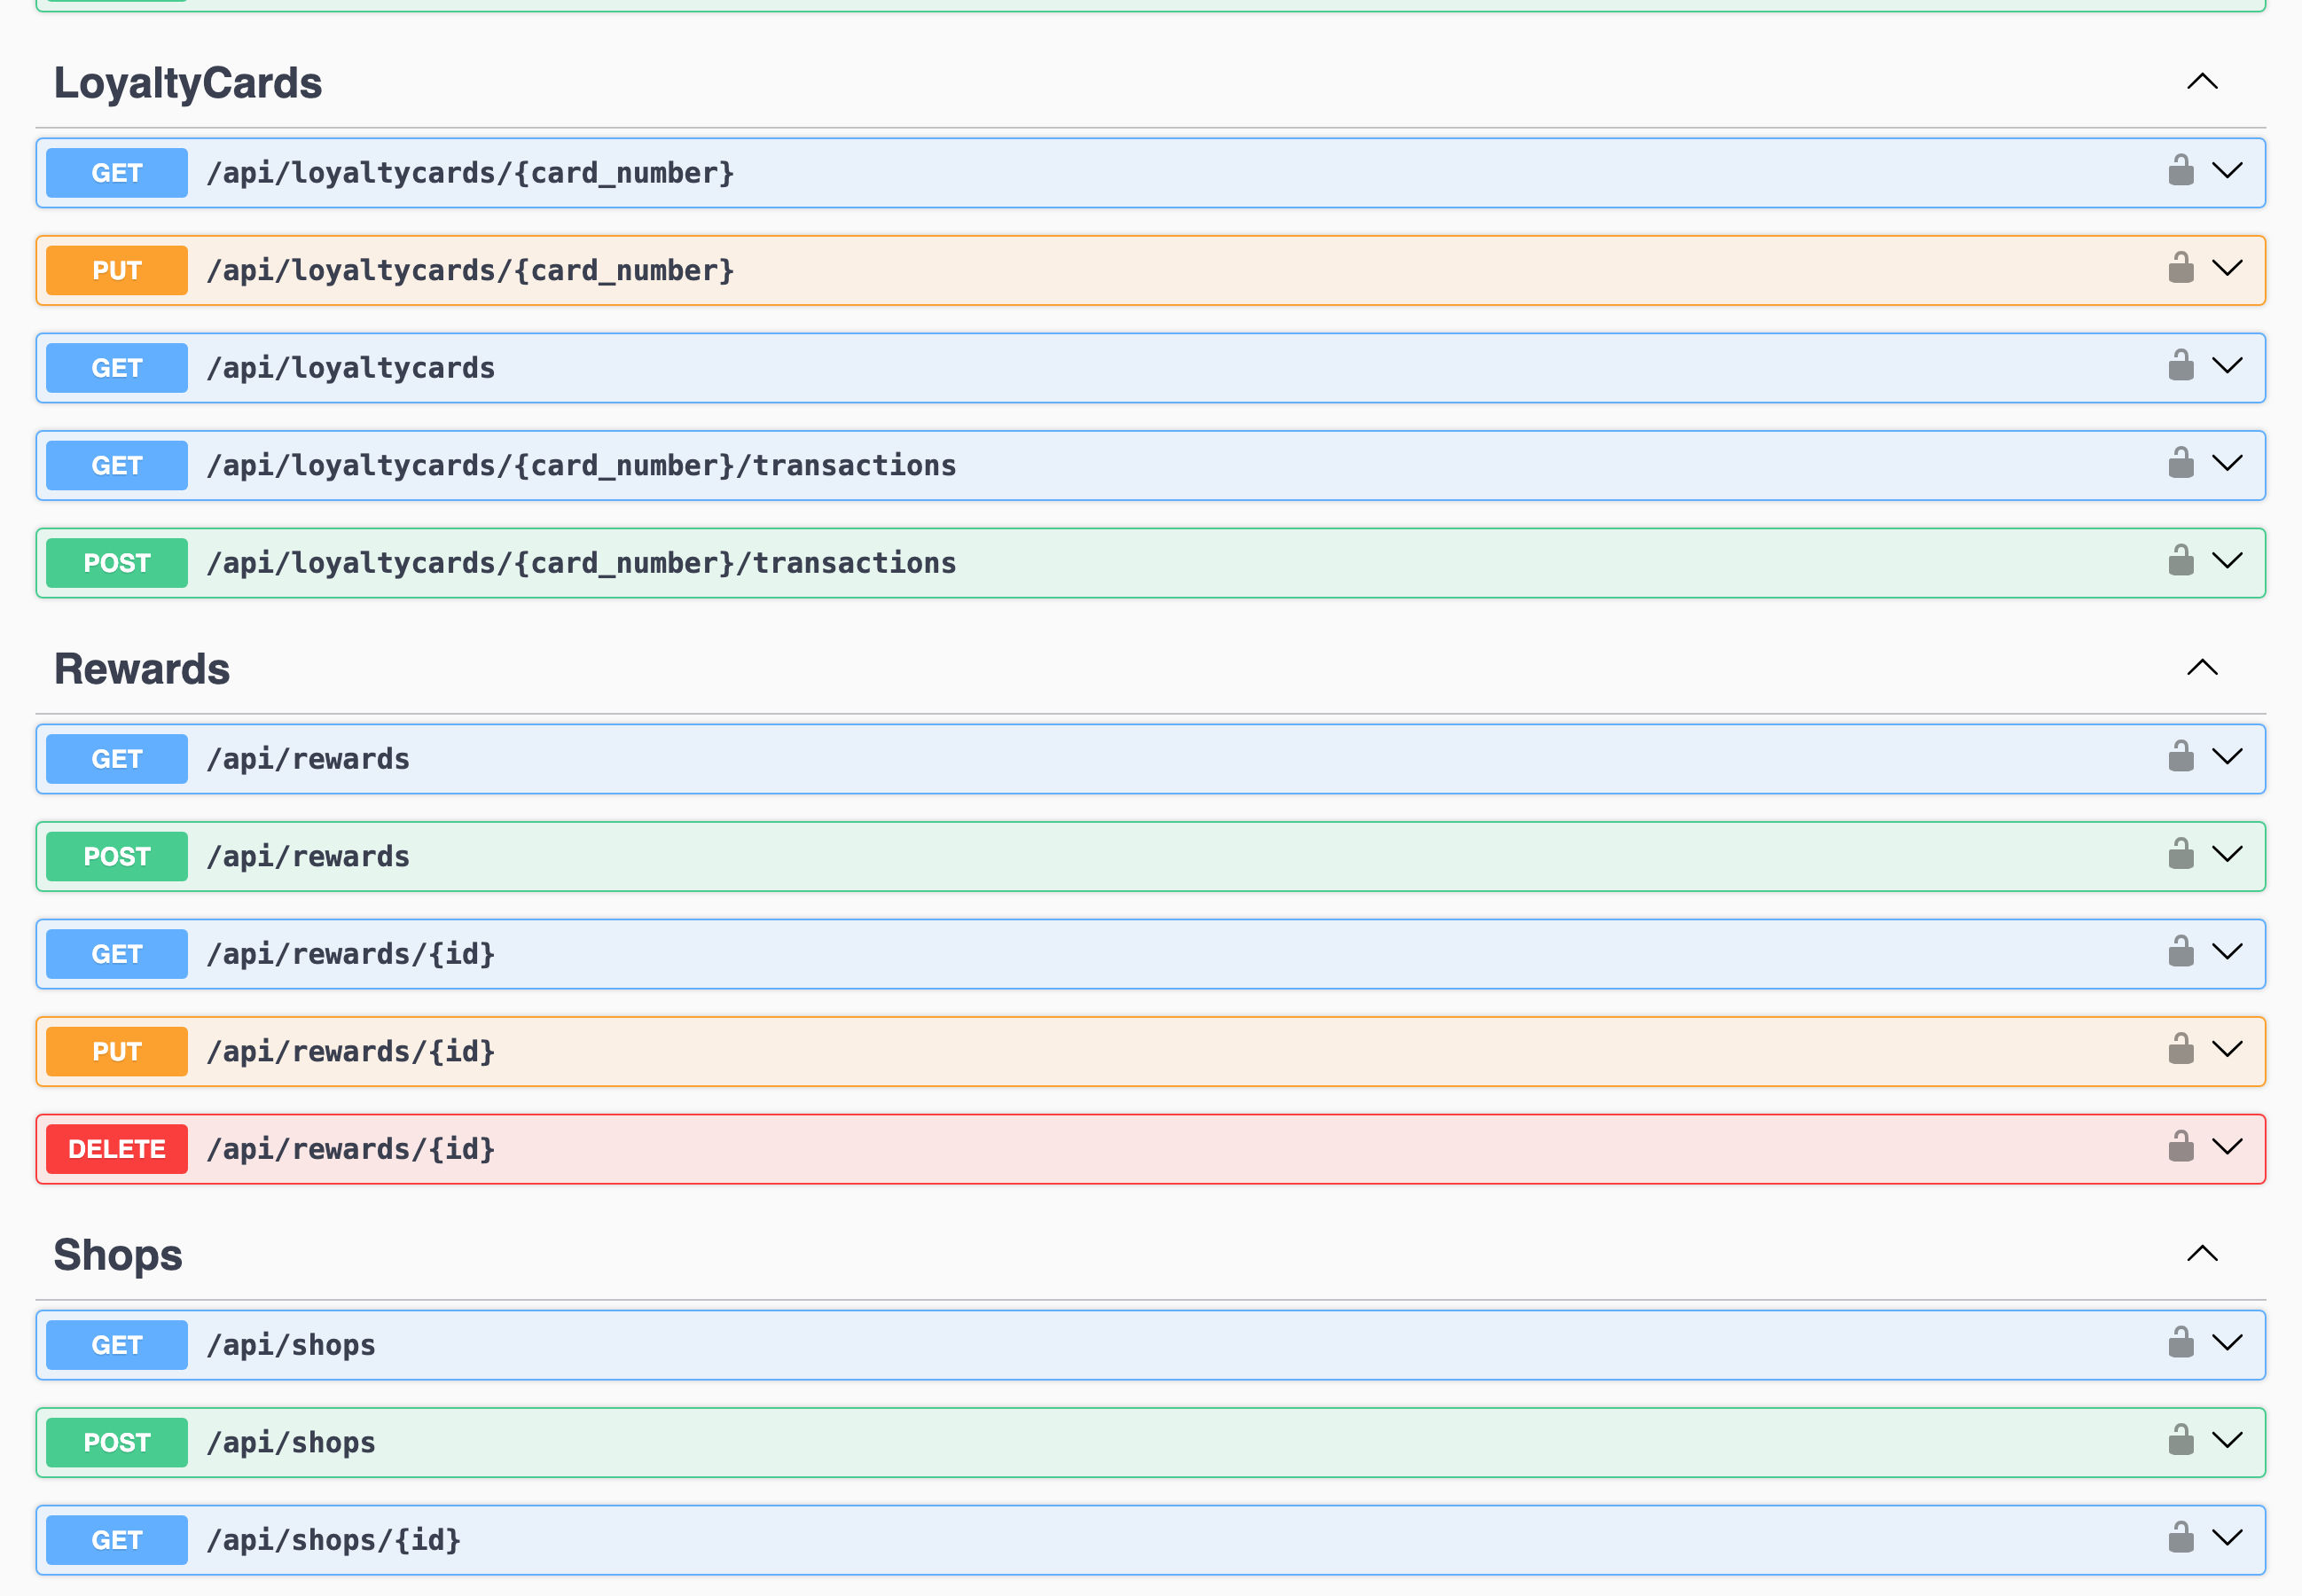 LoyaltyCards
GET /api/loyaltycards/{card_number}
PUT /api/loyaltycards/{card_number}
GET /api/loyaltycards
GET /api/loyaltycards/{card_number}/transactions
POST /api/loyaltycards/{card_number}/transactions
Rewards
GET /api/rewards
POST /api/rewards
GET /api/rewards/{id}
PUT /api/rewards/{id}
DELETE /api/rewards/{id}
Shops
GET /api/shops
POST /api/shops
GET /api/shops/{id}